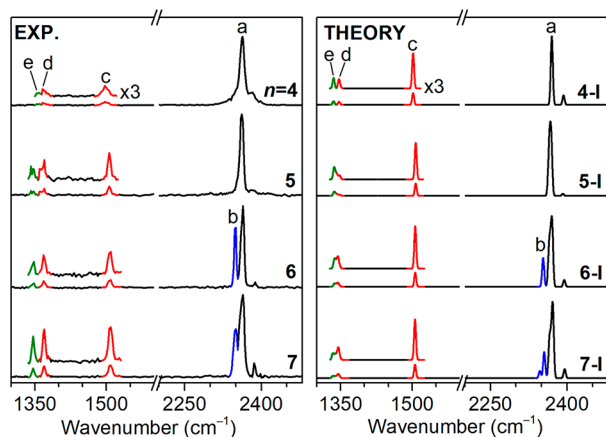 EXP.
a
e
d
c
x3
n=4
5
b
6
7
1350
1500
2250
2400
Wavenumber (cm⁻¹)
THEORY
a
e
d
c
x3
4-I
5-I
b
6-I
7-I
1350
1500
2250
2400
Wavenumber (cm⁻¹)